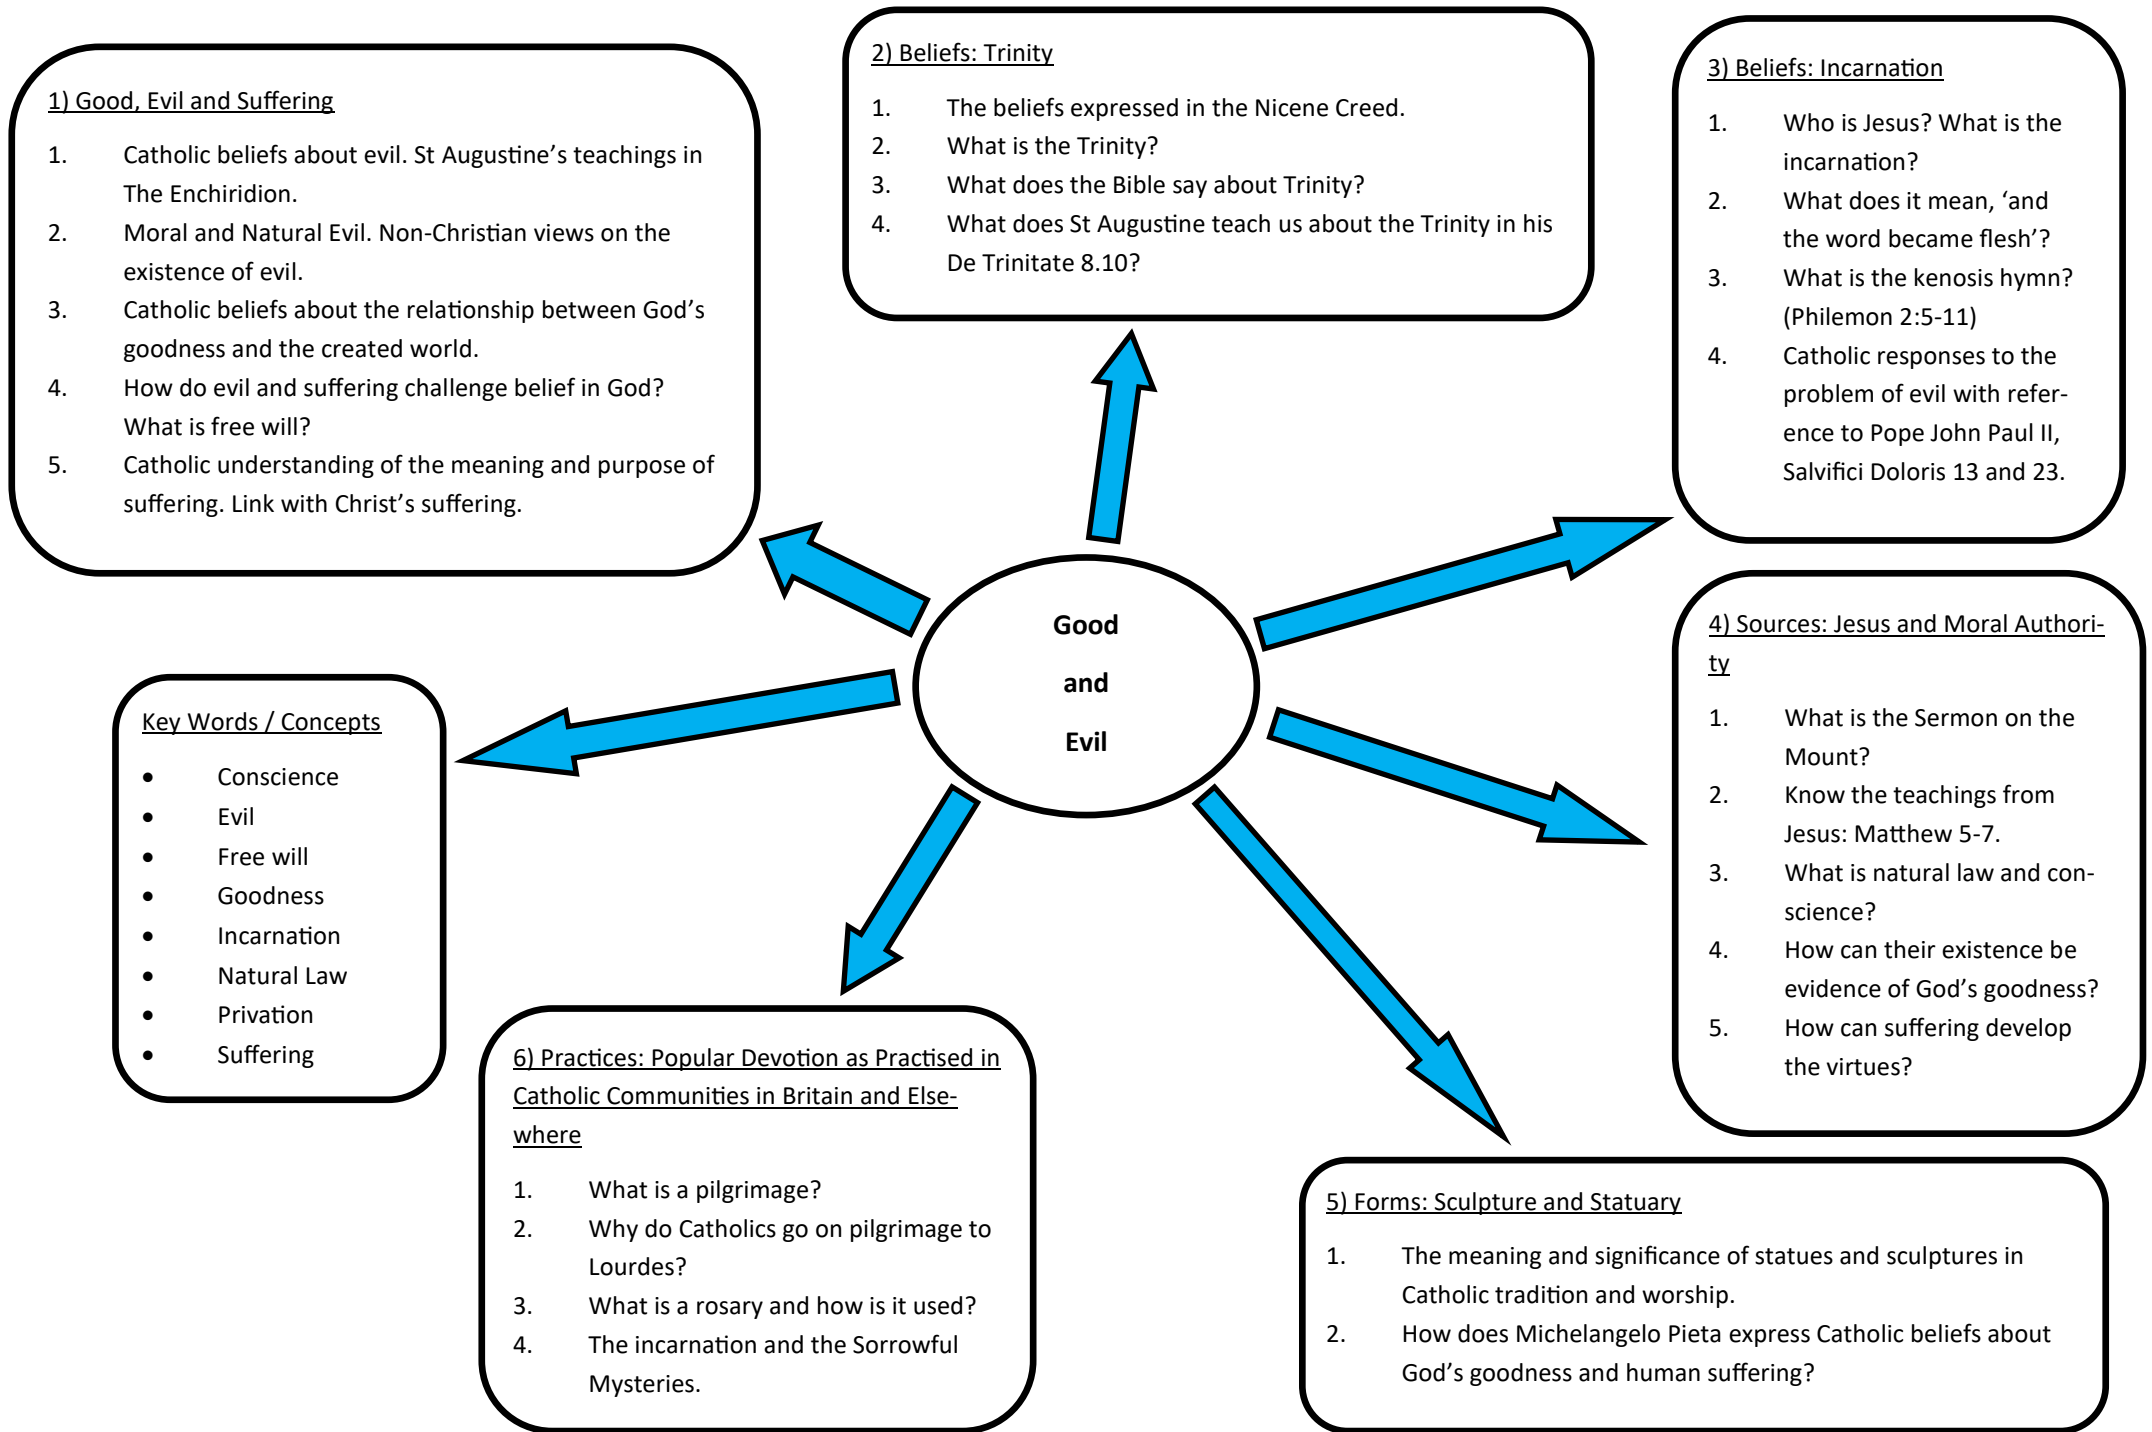 1) Good, Evil and Suffering
1. Catholic beliefs about evil. St Augustine’s teachings in
The Enchiridion.
2. Moral and Natural Evil. Non-Christian views on the
existence of evil.
3. Catholic beliefs about the relationship between God’s
goodness and the created world.
4. How do evil and suffering challenge belief in God?
What is free will?
5. Catholic understanding of the meaning and purpose of
suffering. Link with Christ’s suffering.
2) Beliefs: Trinity
1. The beliefs expressed in the Nicene Creed.
2. What is the Trinity?
3. What does the Bible say about Trinity?
4. What does St Augustine teach us about the Trinity in his
De Trinitate 8.10?
3) Beliefs: Incarnation
1. Who is Jesus? What is the
incarnation?
2. What does it mean, ‘and
the word became flesh’?
3. What is the kenosis hymn?
(Philemon 2:5-11)
4. Catholic responses to the
problem of evil with refer-
ence to Pope John Paul II,
Salvifici Doloris 13 and 23.
Good
and
Evil
4) Sources: Jesus and Moral Authori-
ty
1. What is the Sermon on the
Mount?
2. Know the teachings from
Jesus: Matthew 5-7.
3. What is natural law and con-
science?
4. How can their existence be
evidence of God’s goodness?
5. How can suffering develop
the virtues?
Key Words / Concepts
• Conscience
• Evil
• Free will
• Goodness
• Incarnation
• Natural Law
• Privation
• Suffering
6) Practices: Popular Devotion as Practised in
Catholic Communities in Britain and Else-
where
1. What is a pilgrimage?
2. Why do Catholics go on pilgrimage to
Lourdes?
3. What is a rosary and how is it used?
4. The incarnation and the Sorrowful
Mysteries.
5) Forms: Sculpture and Statuary
1. The meaning and significance of statues and sculptures in
Catholic tradition and worship.
2. How does Michelangelo Pieta express Catholic beliefs about
God’s goodness and human suffering?